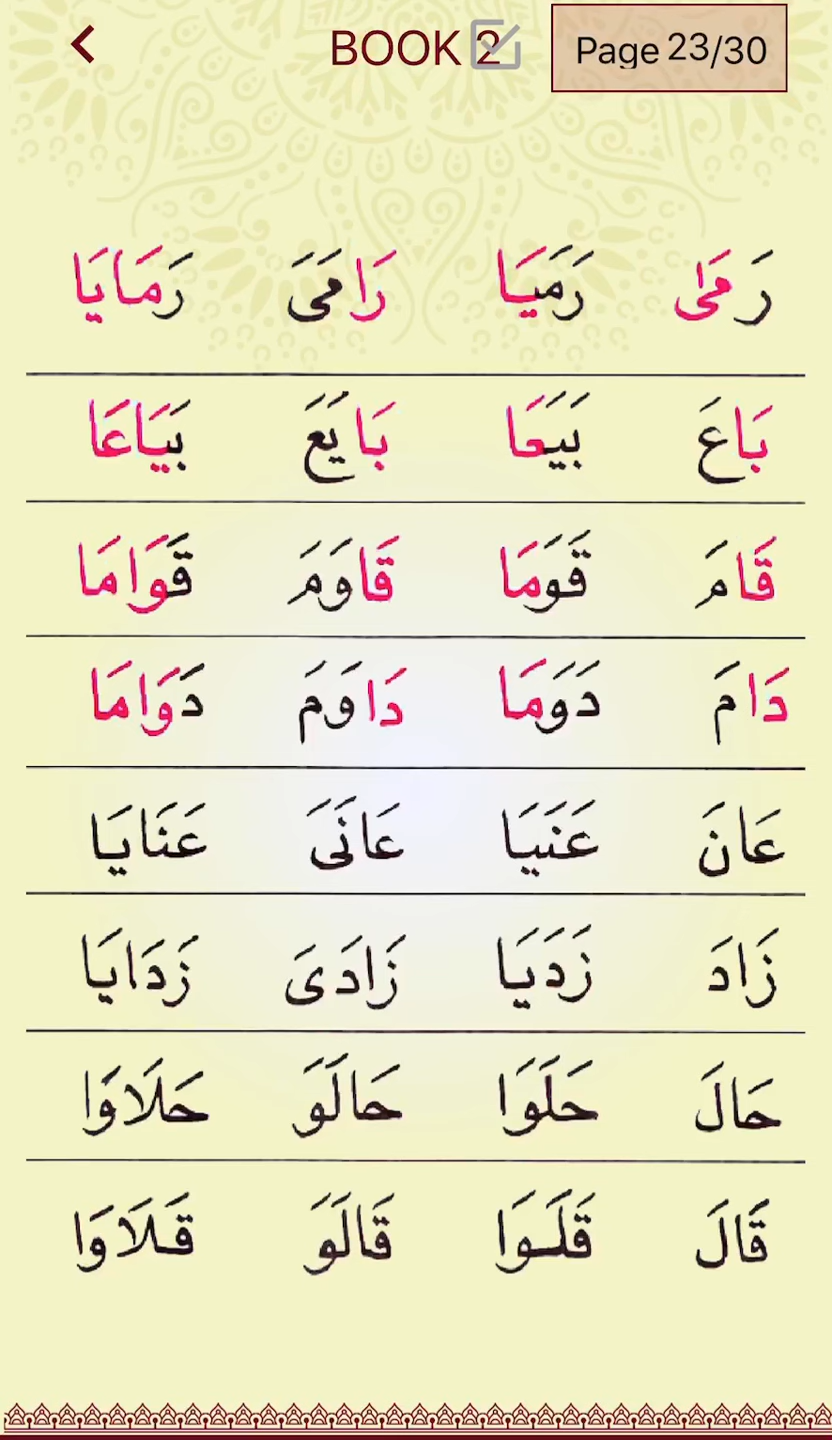 BOOK 2 Page 23/30
رَمٰى رَمَيَا رَامَىَ رَمَايَا
بَاعَ بَيَعَا بَايَعَ بَيَاعَا
قَامَ قَوَمَا قَاوَمَ قَوَامَا
دَامَ دَوَمَا دَاوَمَ دَوَامَا
عَانَ عَنَيَا عَانَىَ عَنَايَا
زَادَ زَدَيَا زَادَىَ زَدَايَا
حَالَ حَلَوَا حَالَوَ حَلَاوَا
قَالَ قَلَوَا قَالَوَ قَلَاوَا